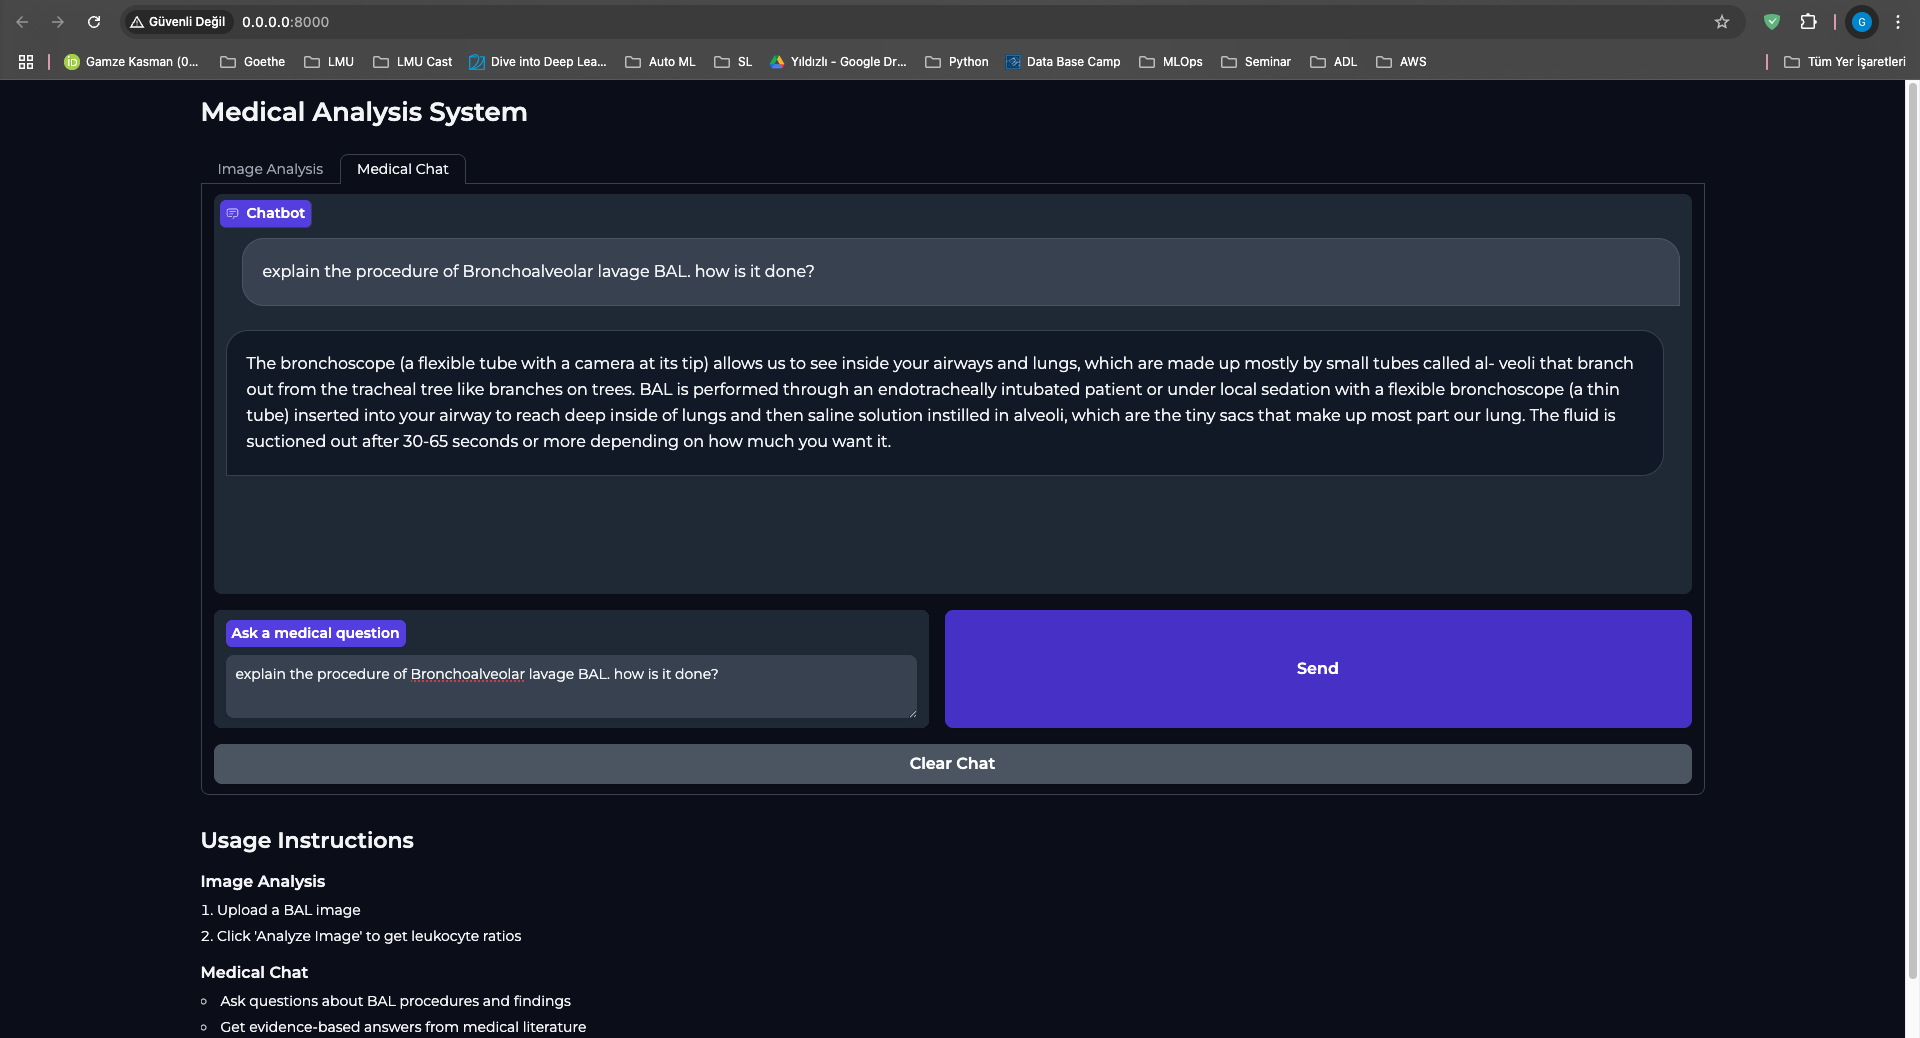 Güvenli Değil 0.0.0.0:8000 G
Gamze Kasman (0... Goethe LMU LMU Cast Dive into Deep Lea... Auto ML SL Yıldızlı - Google Dr... Python Data Base Camp MLOps Seminar ADL AWS Tüm Yer İşaretleri
Medical Analysis System
Image Analysis Medical Chat
Chatbot
explain the procedure of Bronchoalveolar lavage BAL. how is it done?
The bronchoscope (a flexible tube with a camera at its tip) allows us to see inside your airways and lungs, which are made up mostly by small tubes called al- veoli that branch
out from the tracheal tree like branches on trees. BAL is performed through an endotracheally intubated patient or under local sedation with a flexible bronchoscope (a thin
tube) inserted into your airway to reach deep inside of lungs and then saline solution instilled in alveoli, which are the tiny sacs that make up most part our lung. The fluid is
suctioned out after 30-65 seconds or more depending on how much you want it.
Ask a medical question
explain the procedure of Bronchoalveolar lavage BAL. how is it done?
Send
Clear Chat
Usage Instructions
Image Analysis
1. Upload a BAL image
2. Click 'Analyze Image' to get leukocyte ratios
Medical Chat
Ask questions about BAL procedures and findings
Get evidence-based answers from medical literature